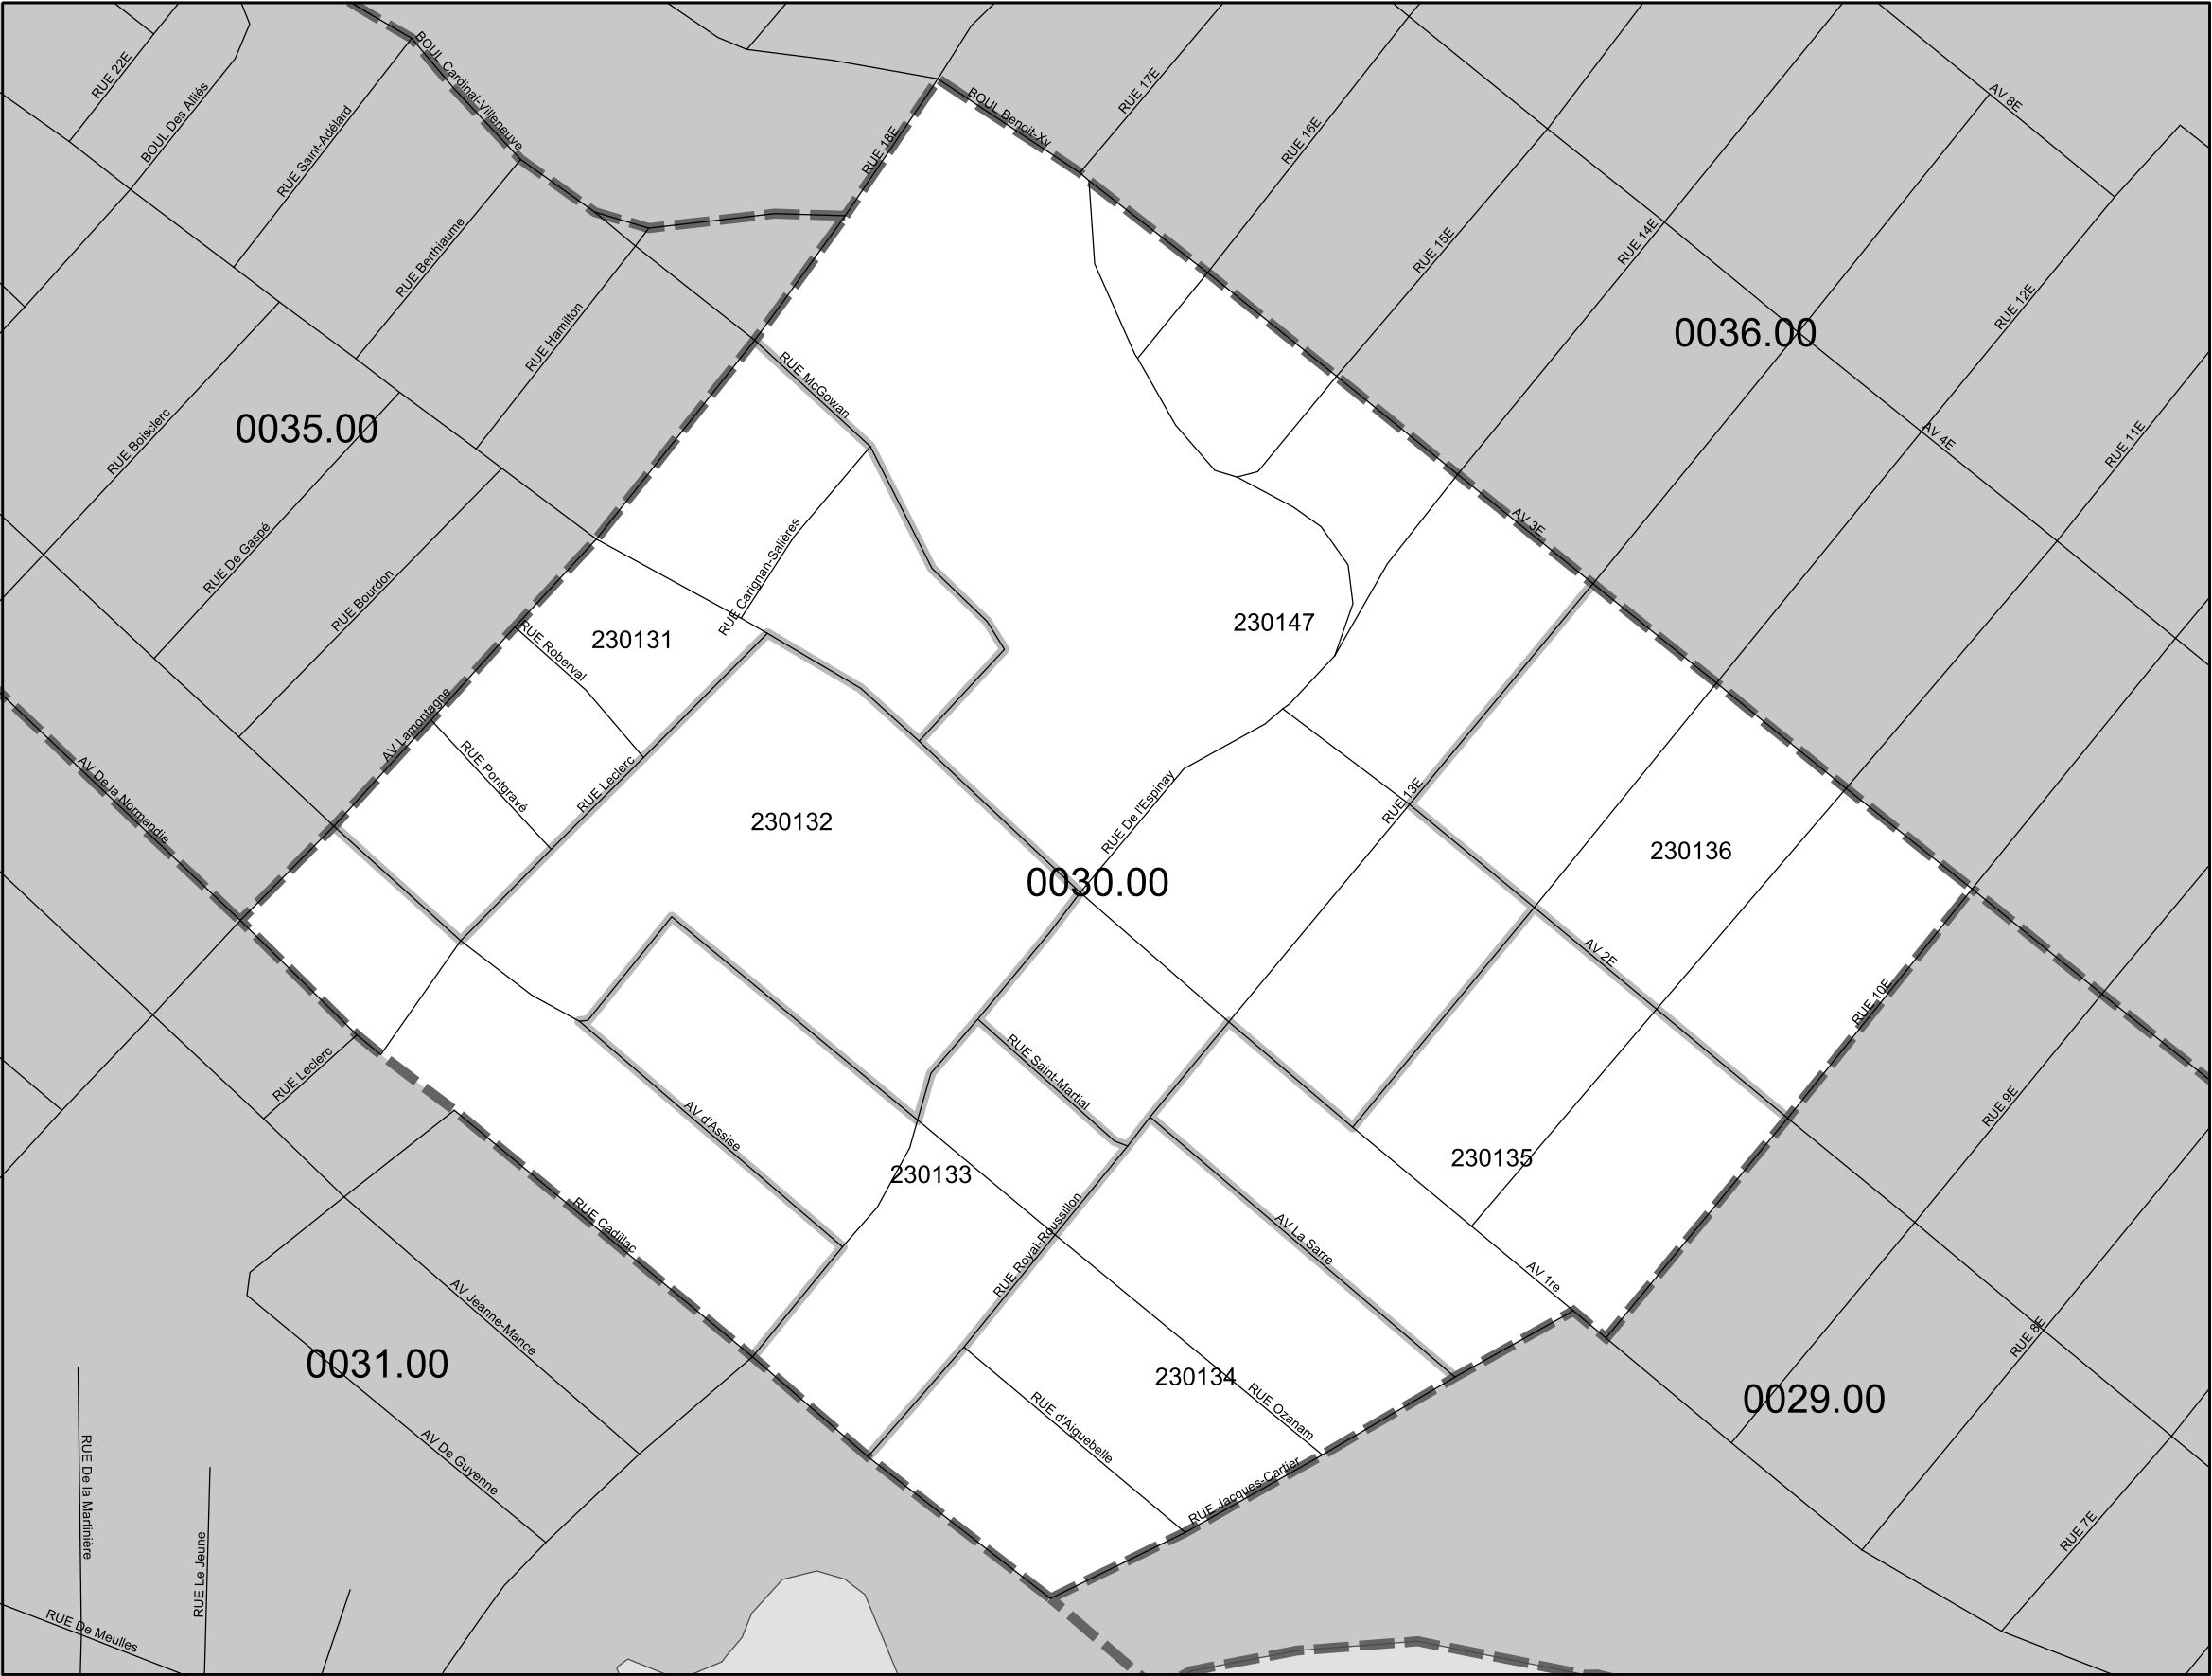 RUE 22E
BOUL Des Alliés
RUE Saint-Adélard
BOUL Cardinal-Villeneuve
RUE 18E
BOUL Benoit-Xv
RUE 17E
RUE 16E
AV 8E
RUE Berthiaume
RUE Hamilton
RUE 15E
RUE 14E
RUE 12E
0036.00
RUE McGowan
0035.00
RUE Boisclerc
AV 4E
RUE 11E
RUE De Gaspé
RUE Bourdon
AV 3E
RUE Carignan-Salières
230131
230147
RUE Roberval
AV Lamontagne
RUE Pontgravé
RUE Leclerc
AV De la Normandie
230132
RUE De l'Espinay
RUE 13E
230136
0030.00
AV 2E
RUE 10E
RUE Leclerc
RUE Saint-Martial
RUE 9E
AV d'Assise
230133
230135
RUE Cadillac
RUE Royal-Roussillon
AV La Sarre
AV 1re
AV Jeanne-Mance
0031.00
230134
RUE 8E
0029.00
RUE d'Aiguebelle
RUE Ozanam
AV De Guyenne
RUE Jacques-Cartier
RUE De la Martinière
RUE Le Jeune
RUE 7E
RUE De Meulles